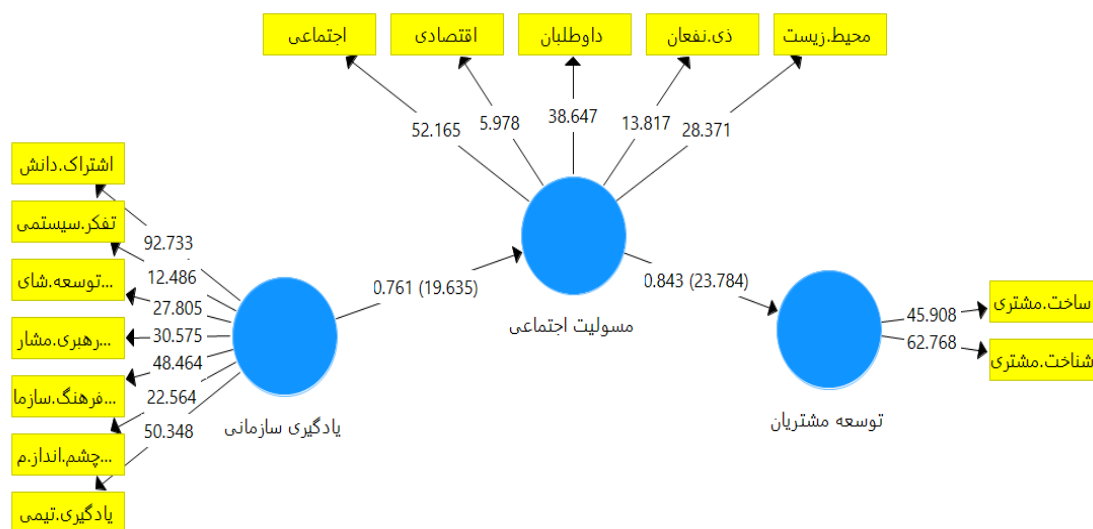 اجتماعی
اقتصادی
داوطلبان
ذی.نفعان
محیط.زیست
52.165
5.978
38.647
13.817
28.371
اشتراک.دانش
تفکر.سیستمی
توسعه.شای...
رهبری.مشار...
فرهنگ.سازما...
چشم.انداز.م...
یادگیری.تیمی
92.733
12.486
27.805
30.575
48.464
22.564
50.348
یادگیری سازمانی
0.761 (19.635)
مسولیت اجتماعی
0.843 (23.784)
توسعه مشتریان
45.908
62.768
ساخت.مشتری
شناخت.مشتری